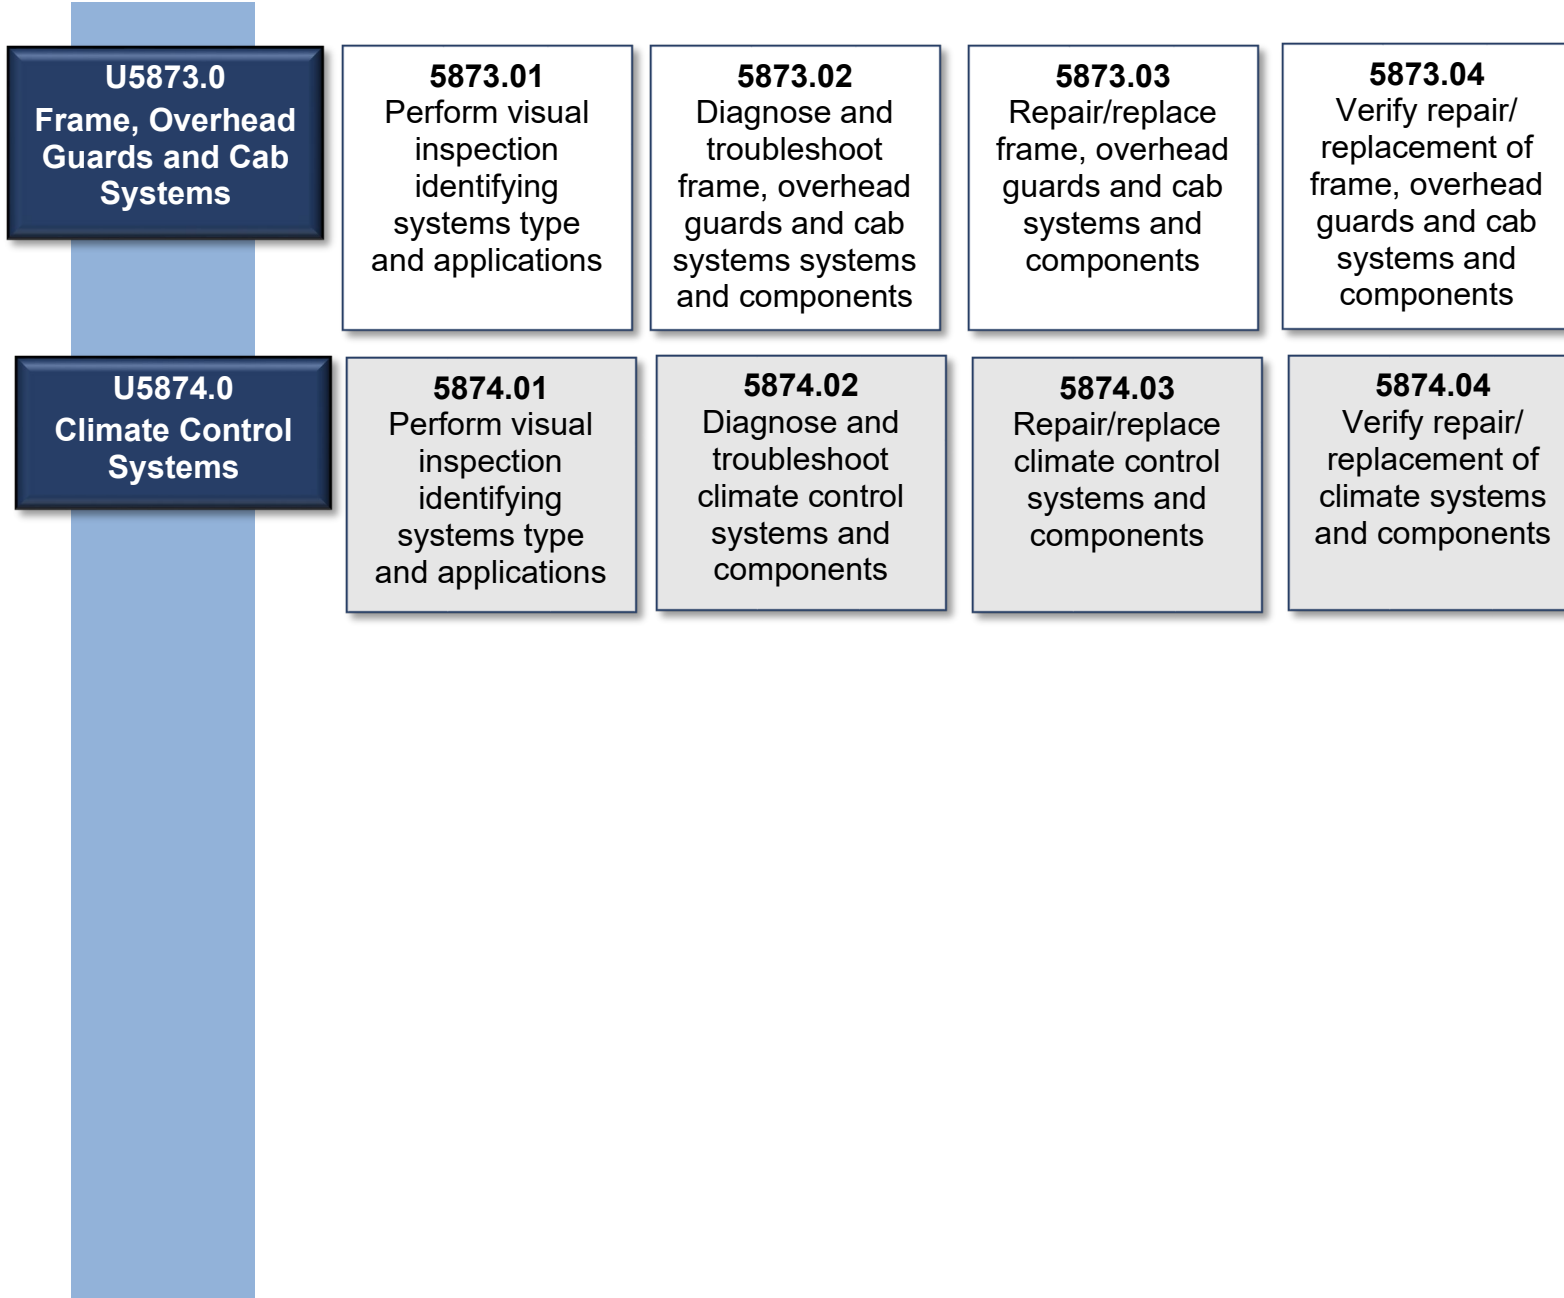 U5873.0
Frame, Overhead
Guards and Cab
Systems
5873.01
Perform visual
inspection
identifying
systems type
and applications
5873.02
Diagnose and
troubleshoot
frame, overhead
guards and cab
systems systems
and components
5873.03
Repair/replace
frame, overhead
guards and cab
systems and
components
5873.04
Verify repair/
replacement of
frame, overhead
guards and cab
systems and
components
U5874.0
Climate Control
Systems
5874.01
Perform visual
inspection
identifying
systems type
and applications
5874.02
Diagnose and
troubleshoot
climate control
systems and
components
5874.03
Repair/replace
climate control
systems and
components
5874.04
Verify repair/
replacement of
climate systems
and components